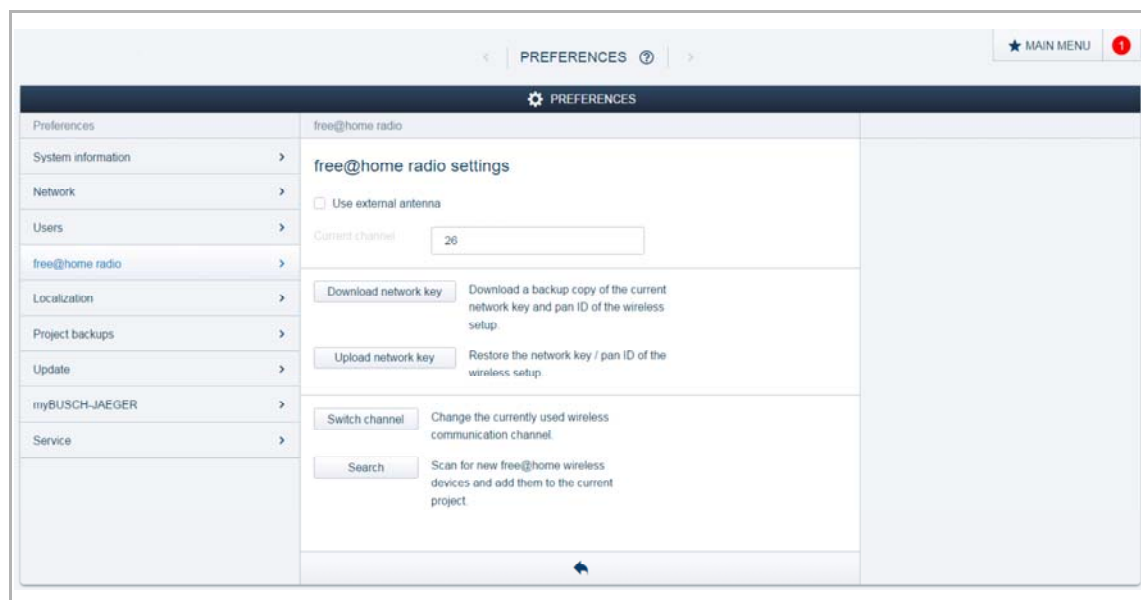 PREFERENCES
MAIN MENU
1
PREFERENCES
Preferences
free@home radio
System information
Network
Users
free@home radio
Localization
Project backups
Update
myBUSCH-JAEGER
Service
free@home radio settings
Use external antenna
Current channel
26
Download network key
Download a backup copy of the current
network key and pan ID of the wireless
setup.
Upload network key
Restore the network key / pan ID of the
wireless setup.
Switch channel
Change the currently used wireless
communication channel.
Search
Scan for new free@home wireless
devices and add them to the current
project.